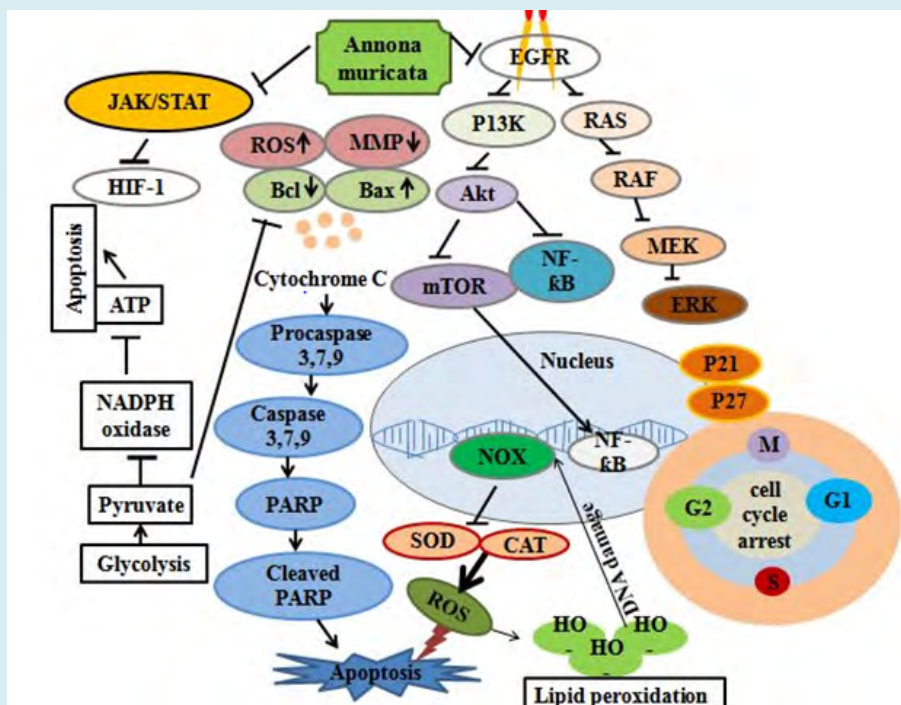 Annona
muricata
EGFR
JAK/STAT
P13K
RAS
ROS↑
MMP↓
HIF-1
Bcl↓
Bax↑
Akt
RAF
Apoptosis
ATP
Cytochrome C
mTOR
NF-
kB
MEK
ERK
Procaspase
3,7,9
Nucleus
P21
P27
NADPH
oxidase
Caspase
3,7,9
NOX
NF-
kB
M
G2
cell
cycle
arrest
G1
S
Pyruvate
PARP
Glycolysis
SOD
CAT
DNA damage
Cleaved
PARP
ROS
HO
-
HO
-
HO
-
Apoptosis
Lipid peroxidation